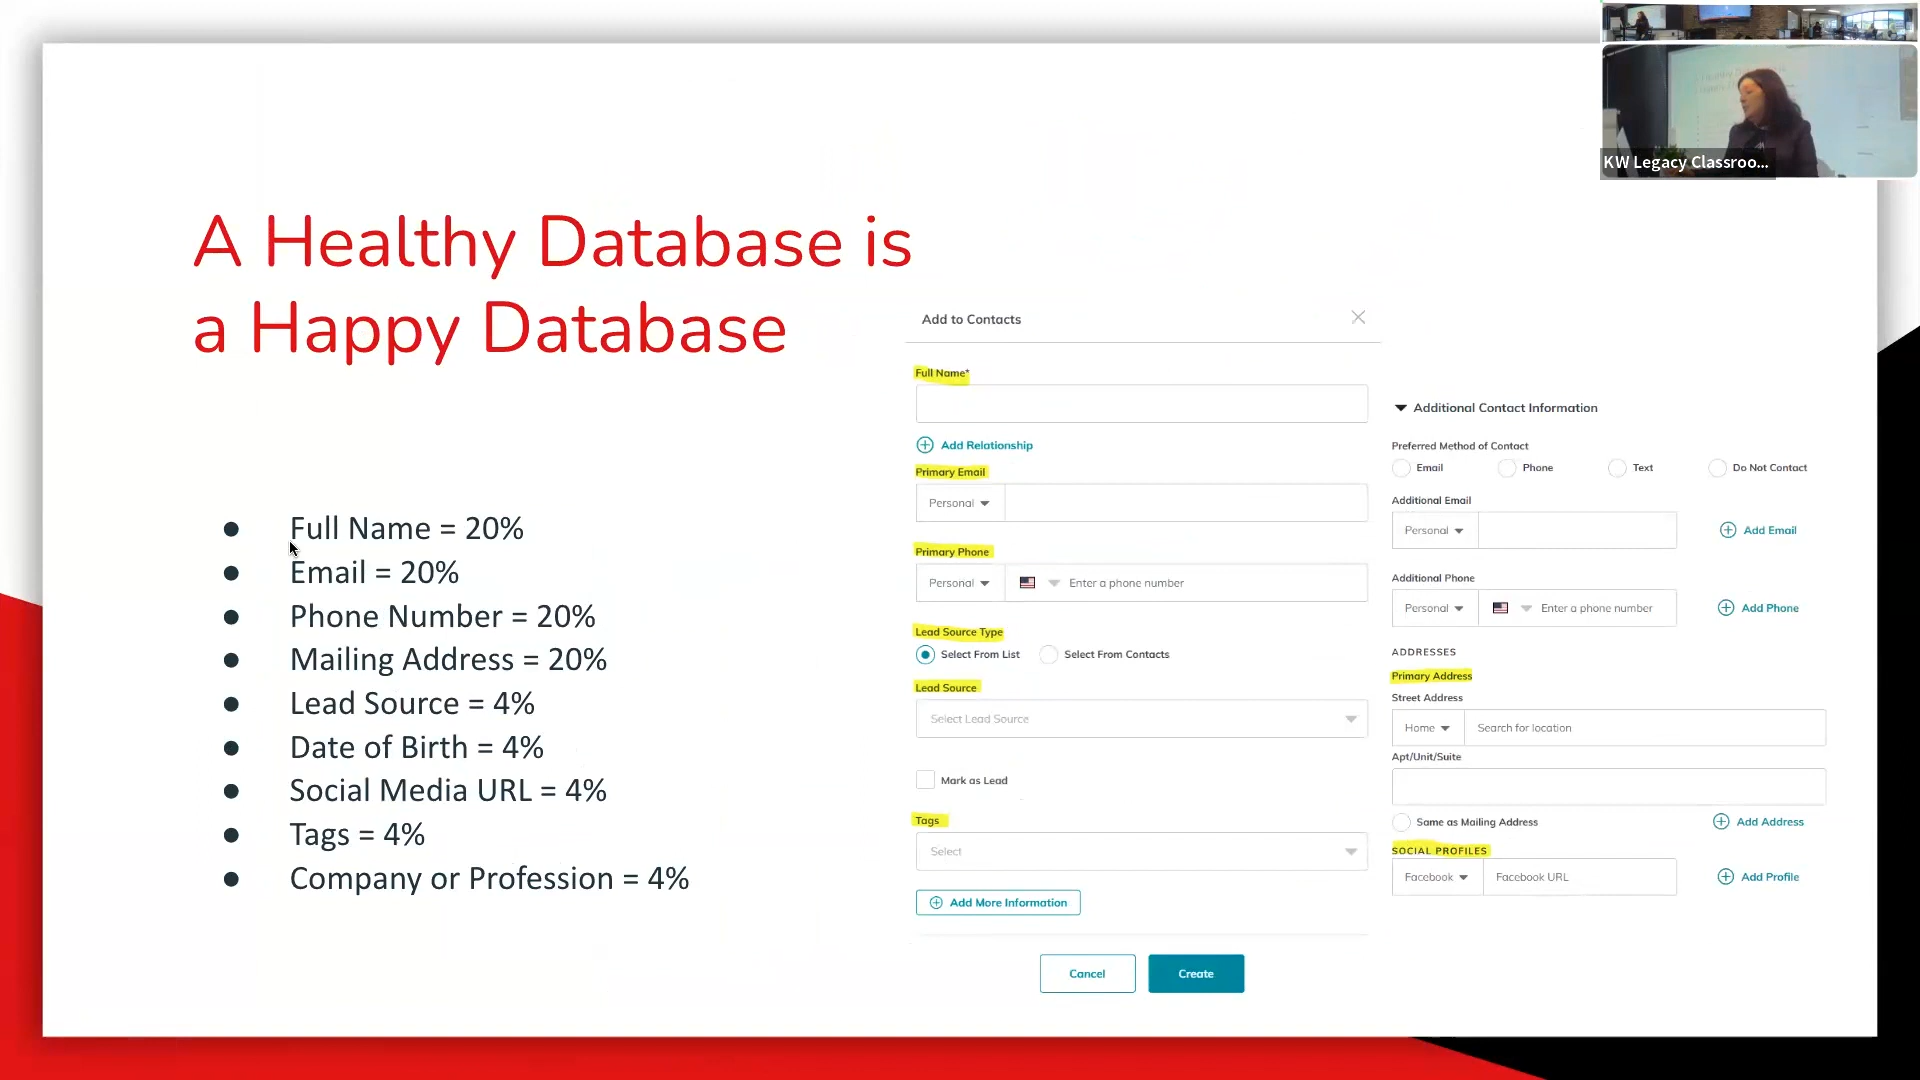 KW Legacy Classroo...
A Healthy Database is
a Happy Database
Full Name = 20%
Email = 20%
Phone Number = 20%
Mailing Address = 20%
Lead Source = 4%
Date of Birth = 4%
Social Media URL = 4%
Tags = 4%
Company or Profession = 4%
Add to Contacts
Full Name*
Add Relationship
Primary Email
Personal
Primary Phone
Personal
Enter a phone number
Lead Source Type
Select From List
Select From Contacts
Lead Source
Select Lead Source
Mark as Lead
Tags
Select
Add More Information
Cancel
Create
Additional Contact Information
Preferred Method of Contact
Email
Phone
Text
Do Not Contact
Additional Email
Personal
Add Email
Additional Phone
Personal
Enter a phone number
Add Phone
ADDRESSES
Primary Address
Street Address
Home
Search for location
Apt/Unit/Suite
Same as Mailing Address
Add Address
SOCIAL PROFILES
Facebook
Facebook URL
Add Profile